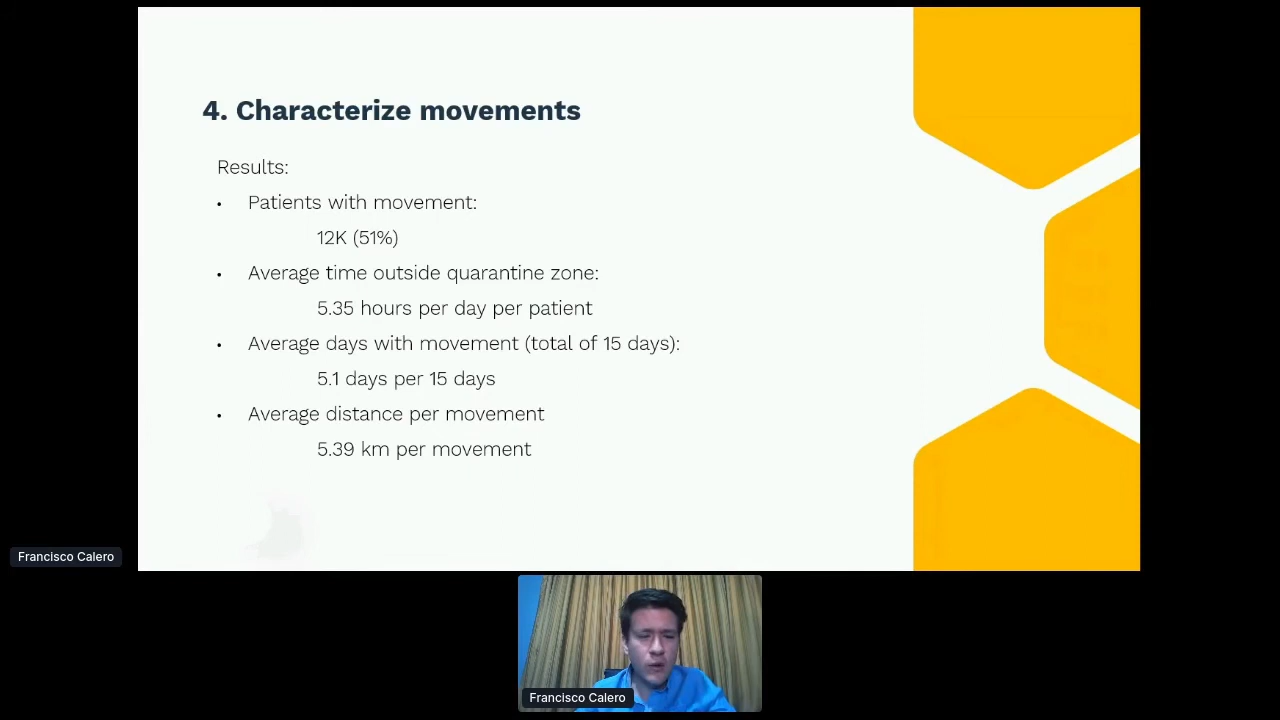 4. Characterize movements
Results:
• Patients with movement:
12K (51%)
• Average time outside quarantine zone:
5.35 hours per day per patient
• Average days with movement (total of 15 days):
5.1 days per 15 days
• Average distance per movement
5.39 km per movement
Francisco Calero
Francisco Calero